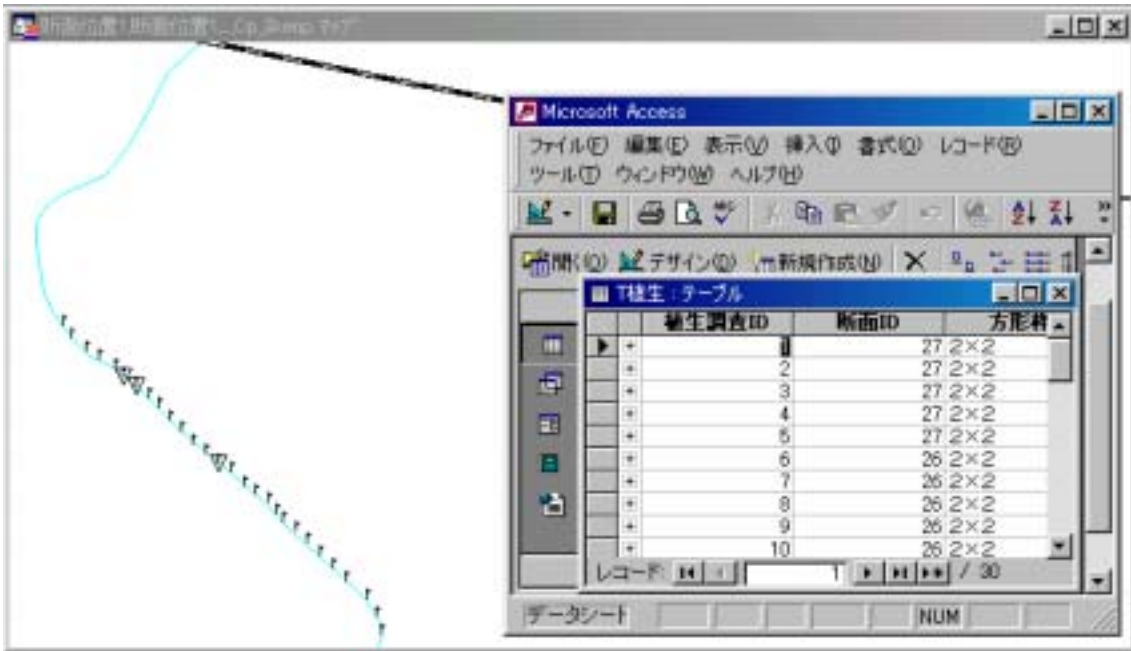 Microsoft Access
ファイル(F) 編集(E) 表示(V) 挿入(I) 書式(O) レコード(R)
ツール(T) ウィンドウ(W) ヘルプ(H)
開く(O) デザイン(D) 新規作成(N)
T植生 : テーブル
植生調査ID 断面ID 方形枠
1 27 2×2
2 27 2×2
3 27 2×2
4 27 2×2
5 27 2×2
6 26 2×2
7 26 2×2
8 26 2×2
9 26 2×2
10 26 2×2
レコード: 1 / 30
データシート NUM